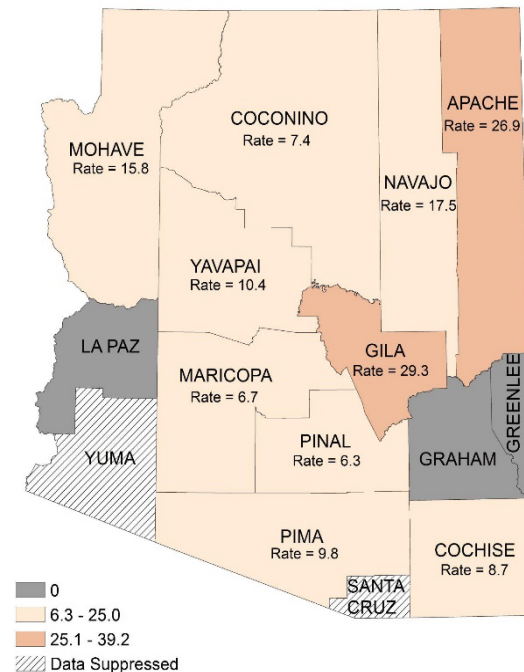 APACHE
Rate = 26.9
COCONINO
Rate = 7.4
MOHAVE
Rate = 15.8
NAVAJO
Rate = 17.5
YAVAPAI
Rate = 10.4
LA PAZ
GILA
Rate = 29.3
GREENLEE
MARICOPA
Rate = 6.7
PINAL
Rate = 6.3
GRAHAM
YUMA
PIMA
Rate = 9.8
COCHISE
Rate = 8.7
SANTA
CRUZ
0
6.3 - 25.0
25.1 - 39.2
Data Suppressed